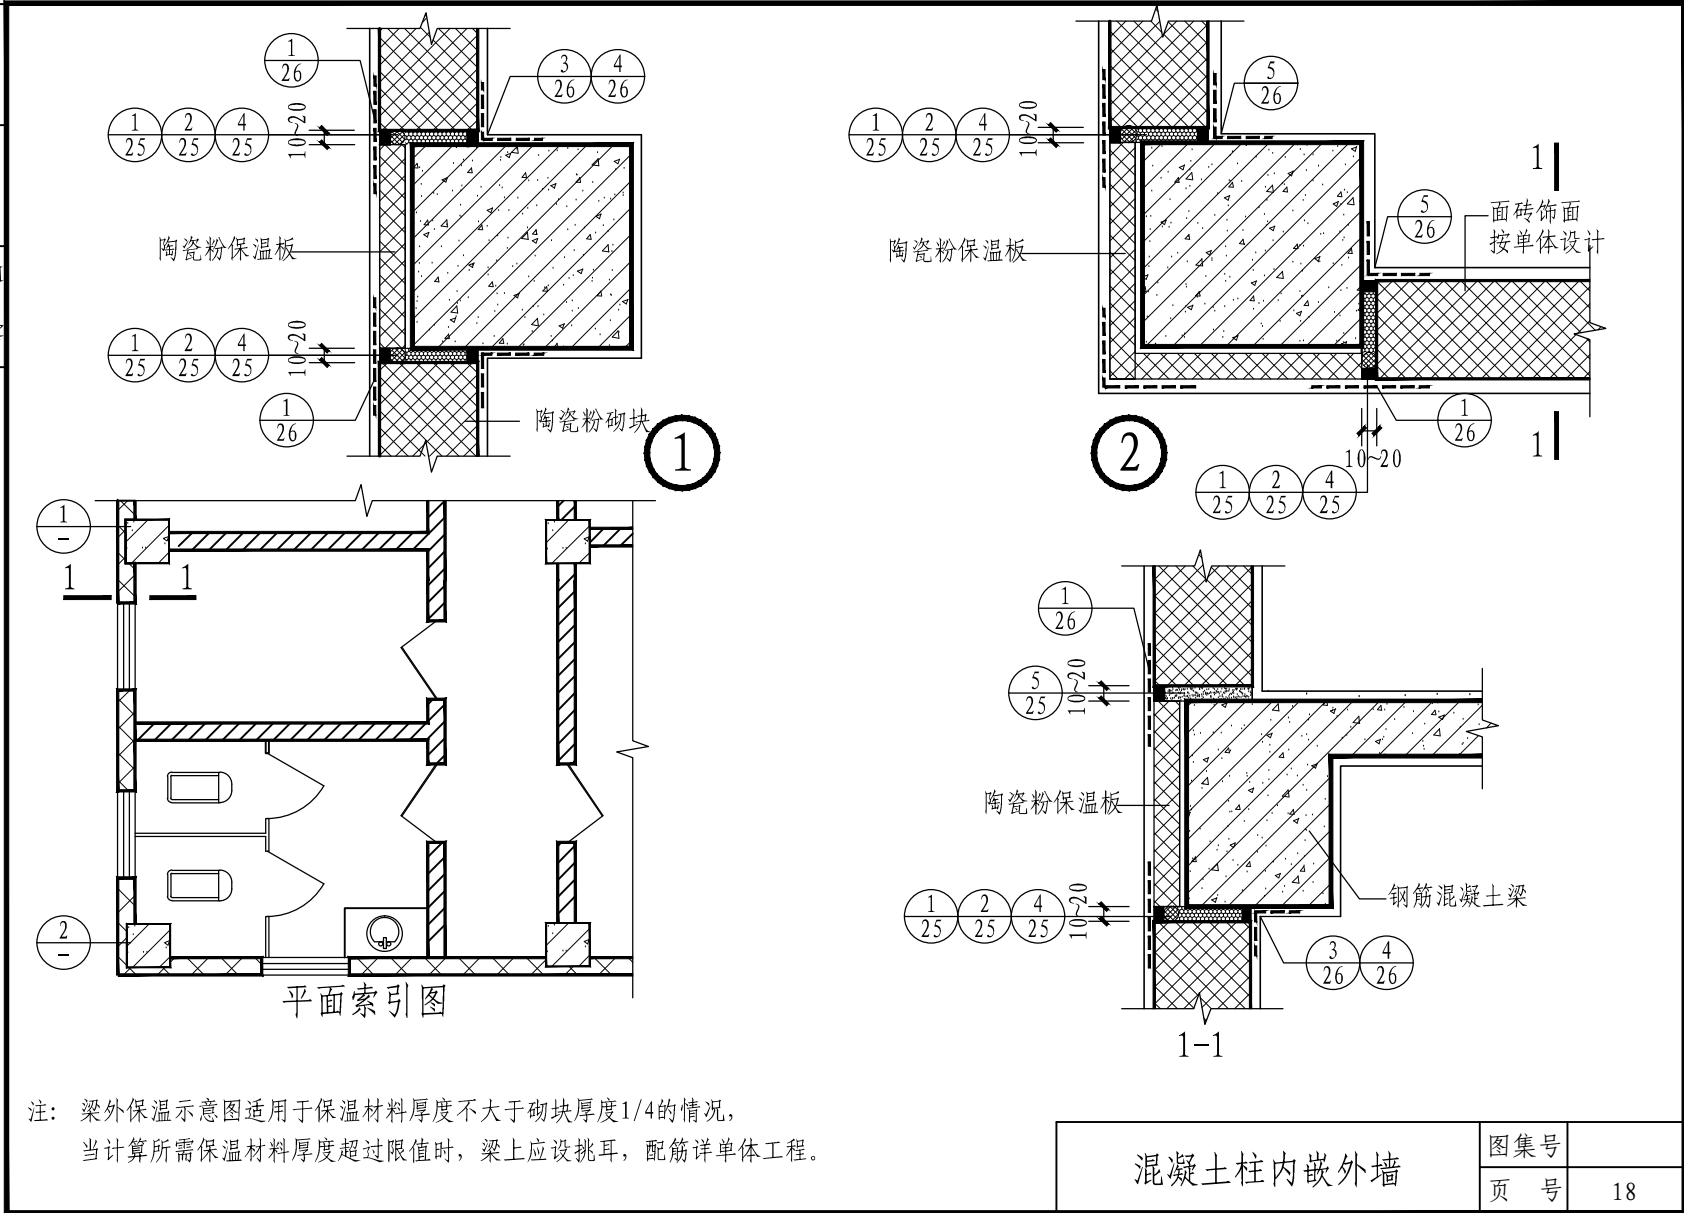 1
26
3 4
26 26
1 2 4
25 25 25
10~20
陶瓷粉保温板
1 2 4
25 25 25
10~20
1
26
陶瓷粉砌块
1
5
26
1 2 4
25 25 25
10~20
1
5
26
面砖饰面
按单体设计
陶瓷粉保温板
1
26
2
1
10~20
1 2 4
25 25 25
1
-
1 1
2
-
平面索引图
1
26
5
25
10~20
陶瓷粉保温板
钢筋混凝土梁
1 2 4
25 25 25
10~20
3 4
26 26
1-1
注： 梁外保温示意图适用于保温材料厚度不大于砌块厚度1/4的情况，
当计算所需保温材料厚度超过限值时，梁上应设挑耳，配筋详单体工程。
混凝土柱内嵌外墙
图集号
页 号 18